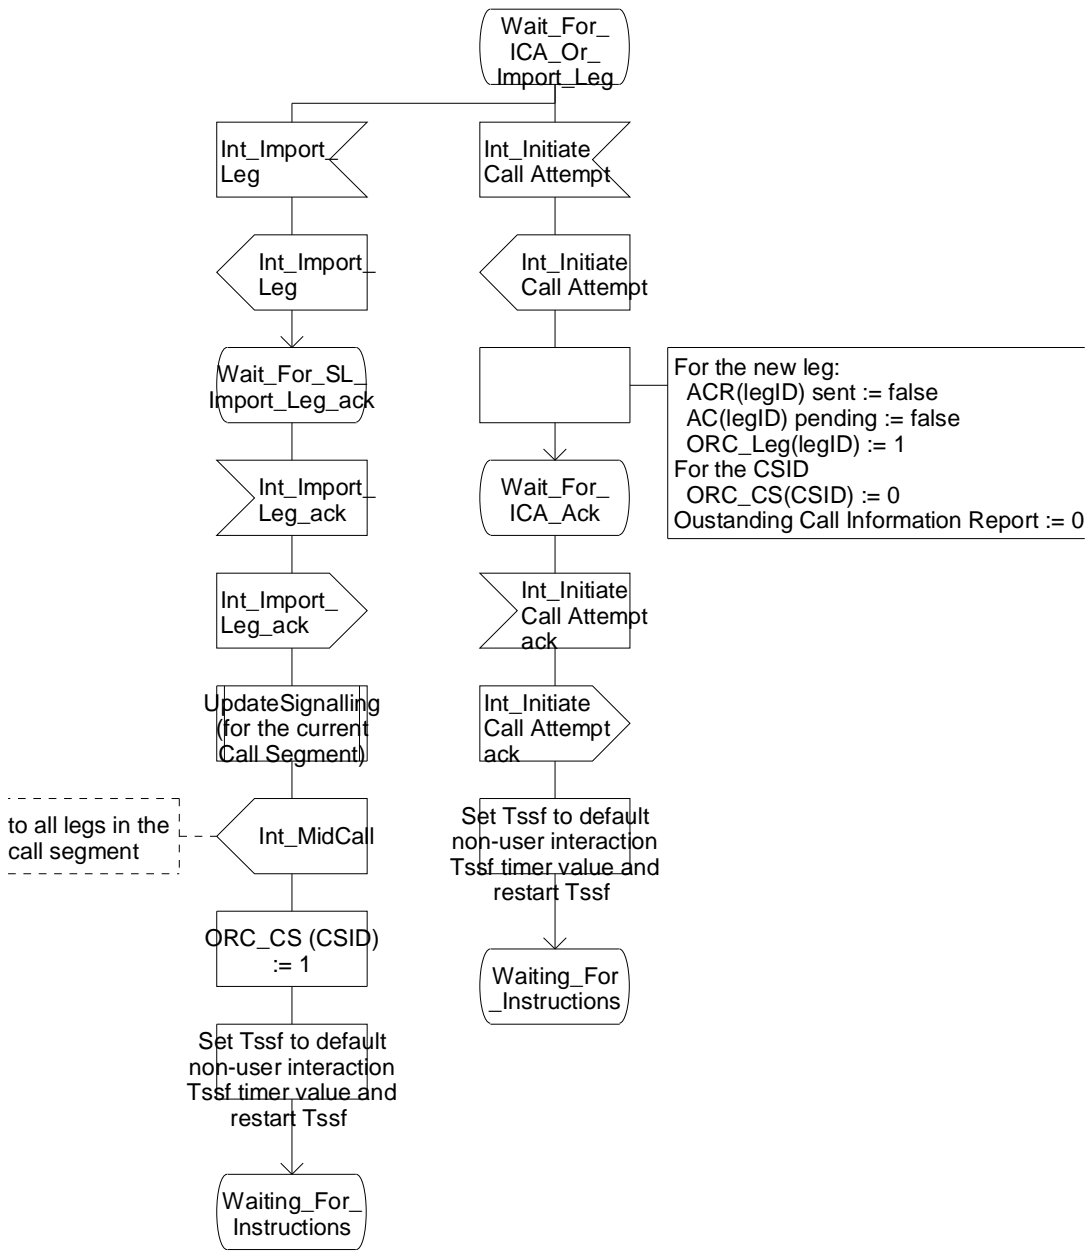 Wait_For_
ICA_Or_
Import_Leg
Int_Import_
Leg
Int_Import_
Leg
Wait_For_SL_
Import_Leg_ack
Int_Import_
Leg_ack
Int_Import_
Leg_ack
UpdateSignalling
(for the current
Call Segment)
to all legs in the
call segment
Int_MidCall
ORC_CS (CSID)
:= 1
Set Tssf to default
non-user interaction
Tssf timer value and
restart Tssf
Waiting_For_
Instructions
Int_Initiate
Call Attempt
Int_Initiate
Call Attempt
For the new leg:
ACR(legID) sent := false
AC(legID) pending := false
ORC_Leg(legID) := 1
For the CSID
ORC_CS(CSID) := 0
Oustanding Call Information Report := 0
Wait_For_
ICA_Ack
Int_Initiate
Call Attempt
ack
Int_Initiate
Call Attempt
ack
Set Tssf to default
non-user interaction
Tssf timer value and
restart Tssf
Waiting_For
_Instructions